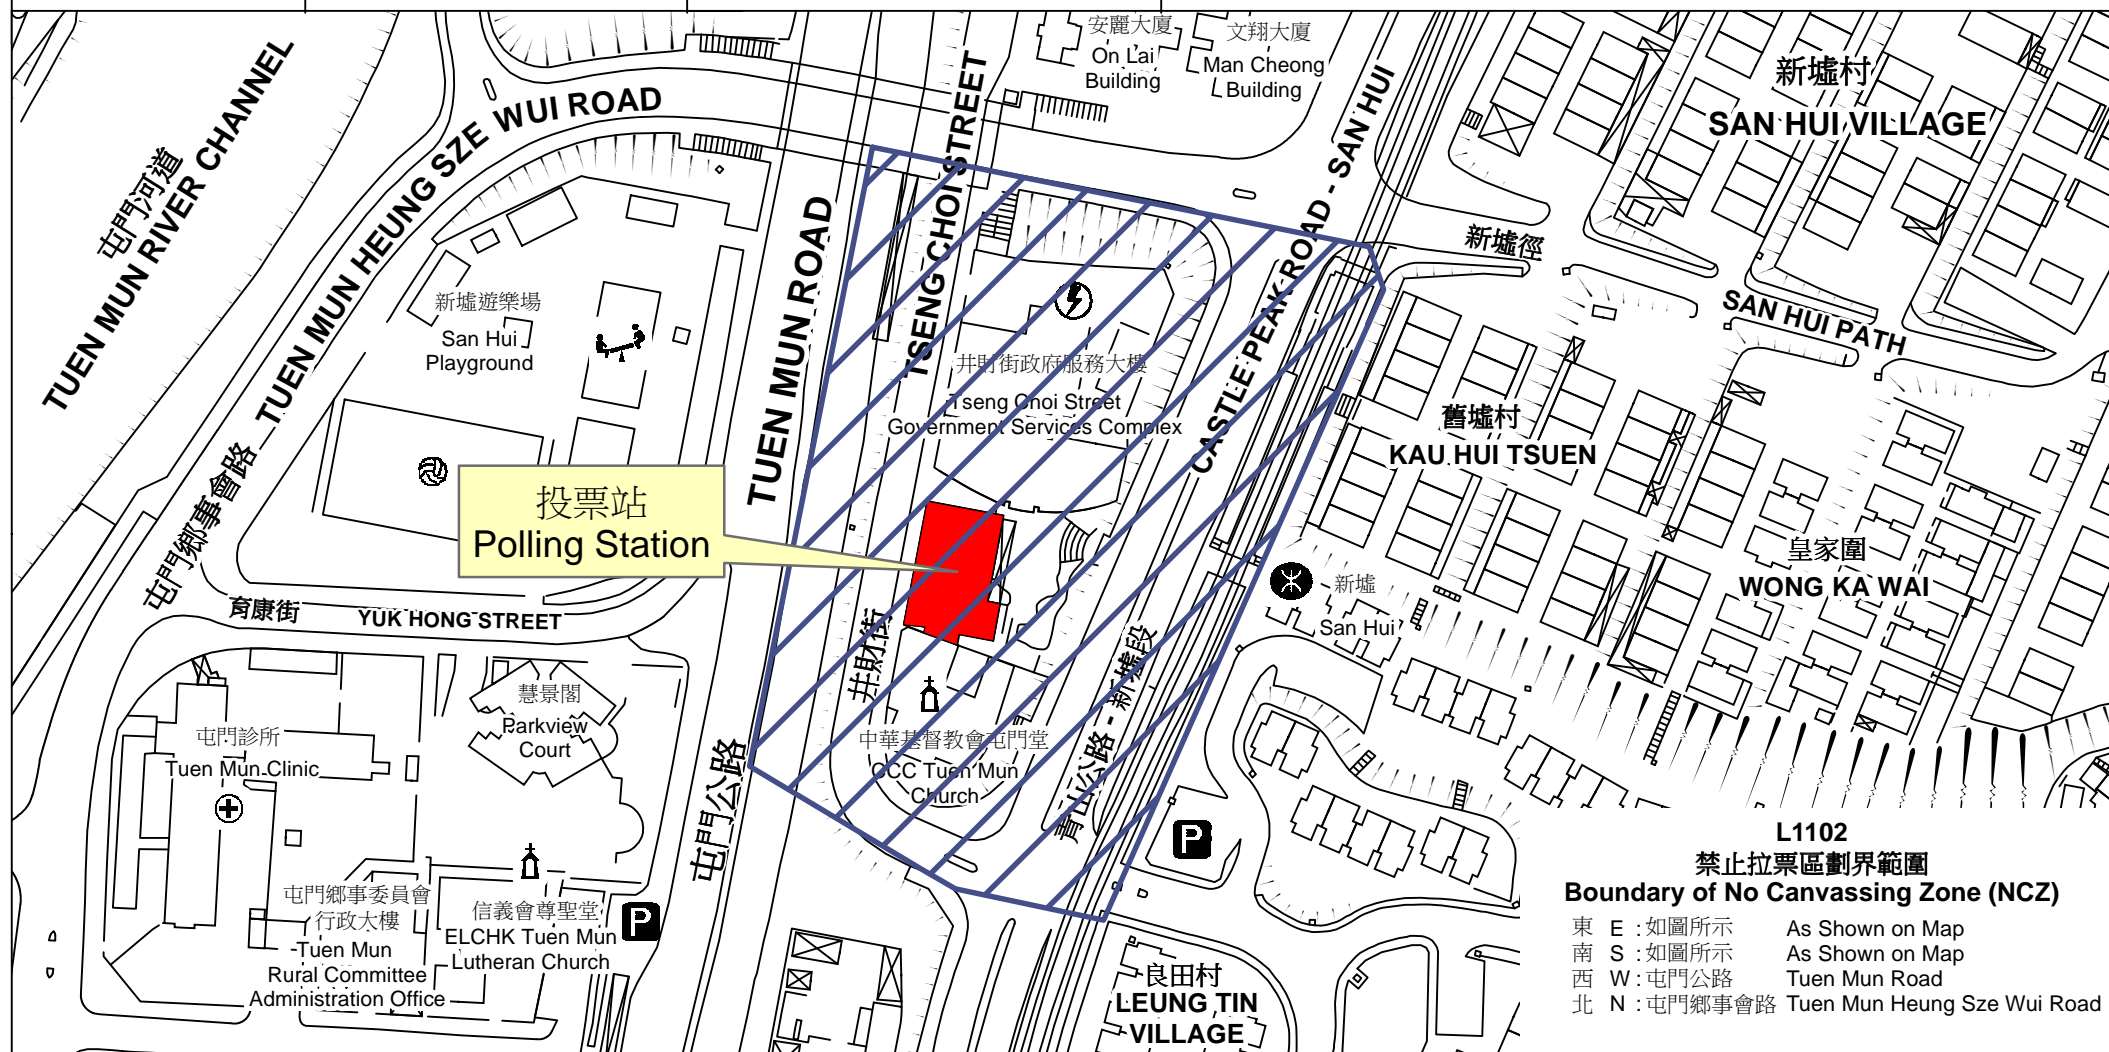 安麗大廈
On Lai
Building
文翔大廈
Man Cheong
Building
新墟村
SAN HUI VILLAGE
屯門河道
TUEN MUN RIVER CHANNEL
屯門鄉事會路 TUEN MUN HEUNG SZE WUI ROAD
TUEN MUN ROAD
屯門公路
TSENG CHOI STREET
井財街
CASTLE PEAK ROAD - SAN HUI
青山公路 - 新墟段
新墟徑
SAN HUI PATH
新墟遊樂場
San Hui
Playground
井財街政府服務大樓
Tseng Choi Street
Government Services Complex
舊墟村
KAU HUI TSUEN
投票站
Polling Station
皇家圍
WONG KA WAI
新墟
San Hui
育康街
YUK HONG STREET
慧景閣
Parkview
Court
屯門診所
Tuen Mun Clinic
中華基督教會屯門堂
CCC Tuen Mun
Church
P
P
屯門鄉事委員會
行政大樓
Tuen Mun
Rural Committee
Administration Office
信義會尊聖堂
ELCHK Tuen Mun
Lutheran Church
良田村
LEUNG TIN
VILLAGE
L1102
禁止拉票區劃界範圍
Boundary of No Canvassing Zone (NCZ)
東 E : 如圖所示 As Shown on Map
南 S : 如圖所示 As Shown on Map
西 W : 屯門公路 Tuen Mun Road
北 N : 屯門鄉事會路 Tuen Mun Heung Sze Wui Road